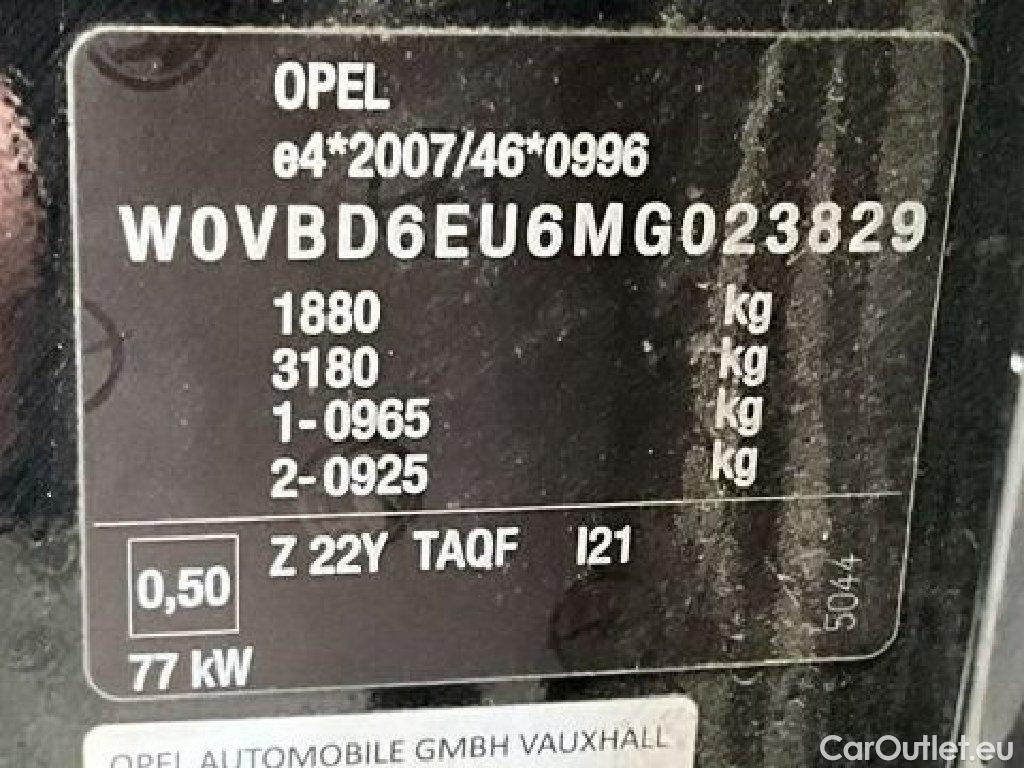 OPEL
e4*2007/46*0996
W0VBD6EU6MG023829
1880 kg
3180 kg
1-0965 kg
2-0925 kg
Z 22Y TAQF I21
0,50
5044
77 kW
OPEL AUTOMOBILE GMBH VAUXHALL
CarOutlet.eu